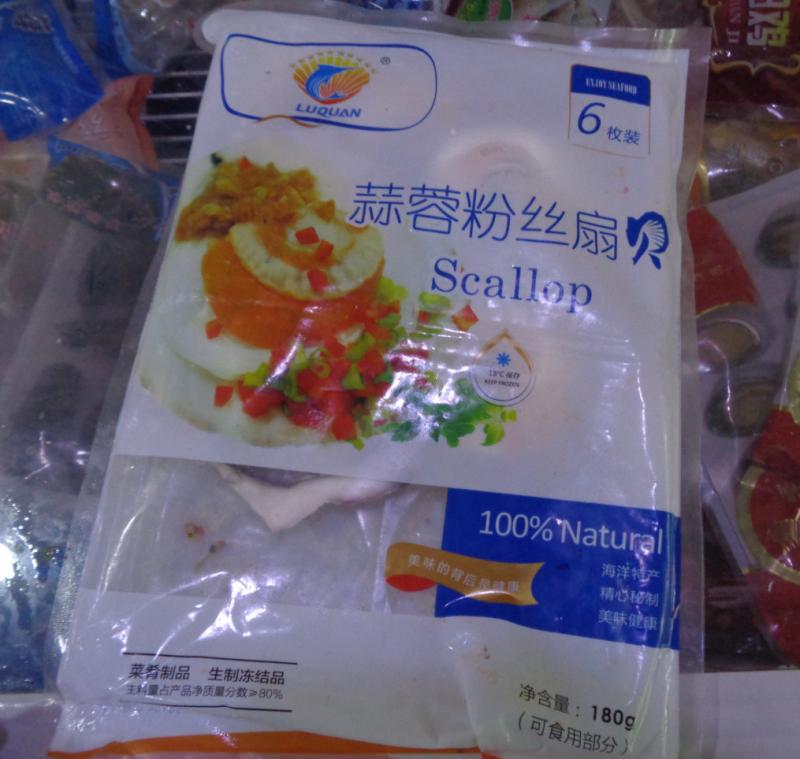 ®
LUQUAN
ENJOY SEAFOOD
6枚装
蒜蓉粉丝扇贝
Scallop
18℃保存
KEEP FROZEN
100% Natural
海洋特产
精心秘制
美味健康
美味的背后是健康
菜肴制品 生制冻结品
主料量占产品净质量分数≥80%
净含量：180g
（可食用部分）
鸡
IN JI